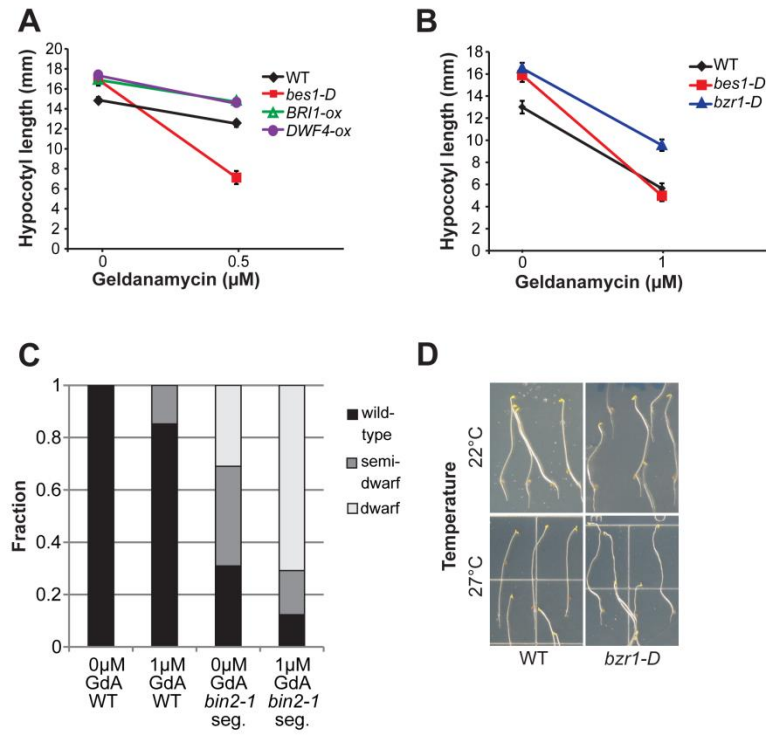 A
Hypocotyl length (mm)
20
18
16
14
12
10
8
6
4
2
0
0
0.5
Geldanamycin (μM)
WT
bes1-D
BRI1-ox
DWF4-ox
B
Hypocotyl length (mm)
18
16
14
12
10
8
6
4
2
0
0
1
Geldanamycin (μM)
WT
bes1-D
bzr1-D
C
Fraction
1
0.8
0.6
0.4
0.2
0
0μM
GdA
WT
1μM
GdA
WT
0μM
GdA
bin2-1
seg.
1μM
GdA
bin2-1
seg.
wild-
type
semi-
dwarf
dwarf
D
Temperature
22°C
27°C
WT
bzr1-D